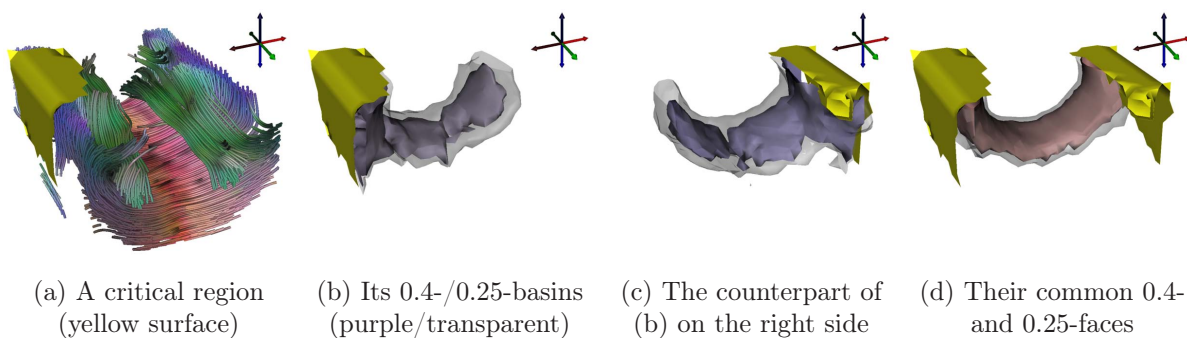 (a) A critical region
(yellow surface)
(b) Its 0.4-/0.25-basins
(purple/transparent)
(c) The counterpart of
(b) on the right side
(d) Their common 0.4-
and 0.25-faces